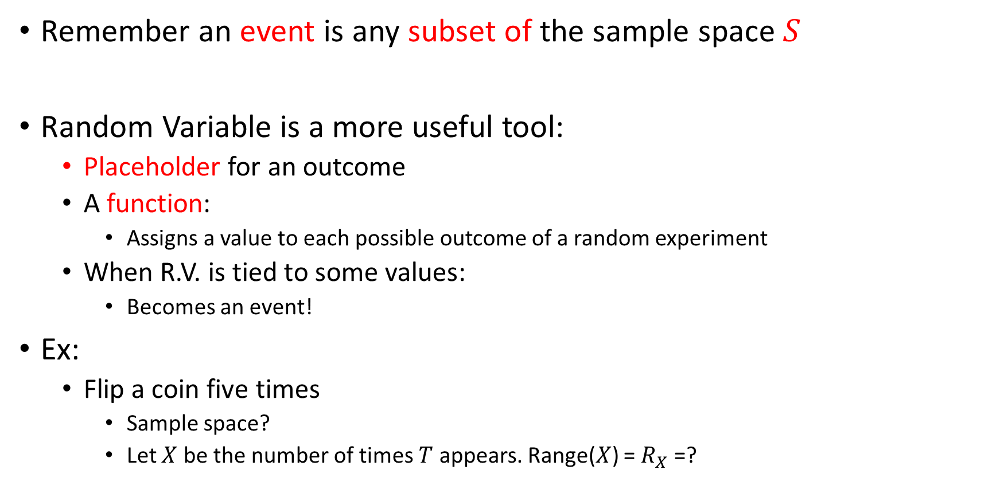 • Remember an event is any subset of the sample space S
• Random Variable is a more useful tool:
• Placeholder for an outcome
• A function:
• Assigns a value to each possible outcome of a random experiment
• When R.V. is tied to some values:
• Becomes an event!
• Ex:
• Flip a coin five times
• Sample space?
• Let X be the number of times T appears. Range(X) = R_X =?